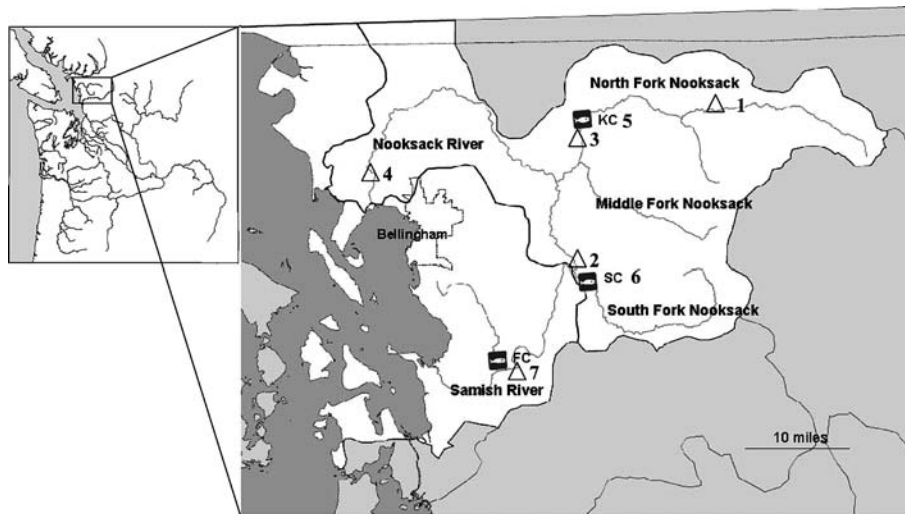 North Fork Nooksack
1
KC 5
3
Nooksack River
4
Middle Fork Nooksack
Bellingham
2
SC 6
South Fork Nooksack
FC
7
Samish River
10 miles